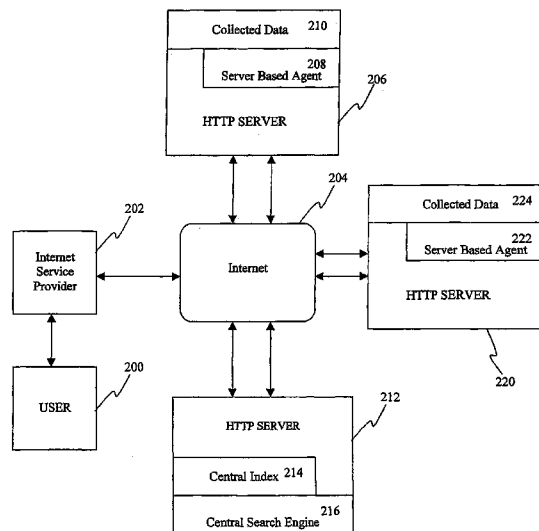 Collected Data 210
Server Based Agent 208
HTTP SERVER
206
204
Internet
202
Internet
Service
Provider
200
USER
Collected Data 224
Server Based Agent 222
HTTP SERVER
220
212
HTTP SERVER
Central Index 214
Central Search Engine 216